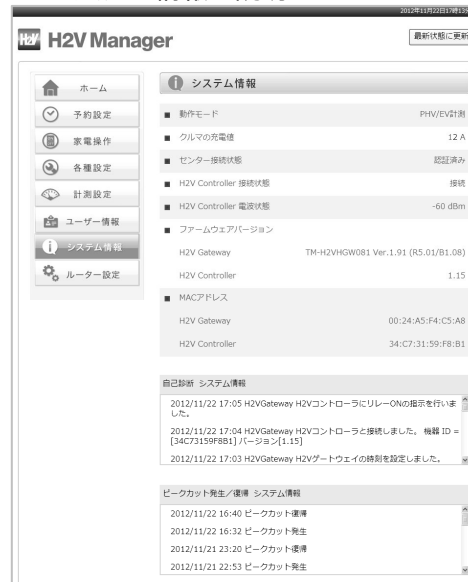 2012年11月22日17時13分
H2V H2V Manager
最新状態に更新
ホーム
予約設定
家電操作
各種設定
計測設定
ユーザー情報
システム情報
ルーター設定
システム情報
動作モード PHV/EV計測
クルマの充電値 12 A
センター接続状態 認証済み
H2V Controller 接続状態 接続
H2V Controller 電波状態 -60 dBm
ファームウェアバージョン
H2V Gateway TM-H2VHGW081 Ver.1.91 (R5.01/B1.08)
H2V Controller 1.15
MACアドレス
H2V Gateway 00:24:A5:F4:C5:A8
H2V Controller 34:C7:31:59:F8:B1
自己診断 システム情報
2012/11/22 17:05 H2VGateway H2VコントローラにリレーONの指示を行いま
した。
2012/11/22 17:04 H2VGateway H2Vコントローラと接続しました。 機器 ID =
[34C73159F8B1] バージョン[1.15]
2012/11/22 17:03 H2VGateway H2Vゲートウェイの時刻を設定しました。
ピークカット発生/復帰 システム情報
2012/11/22 16:40 ピークカット復帰
2012/11/22 16:32 ピークカット発生
2012/11/21 23:20 ピークカット復帰
2012/11/21 22:53 ピークカット発生